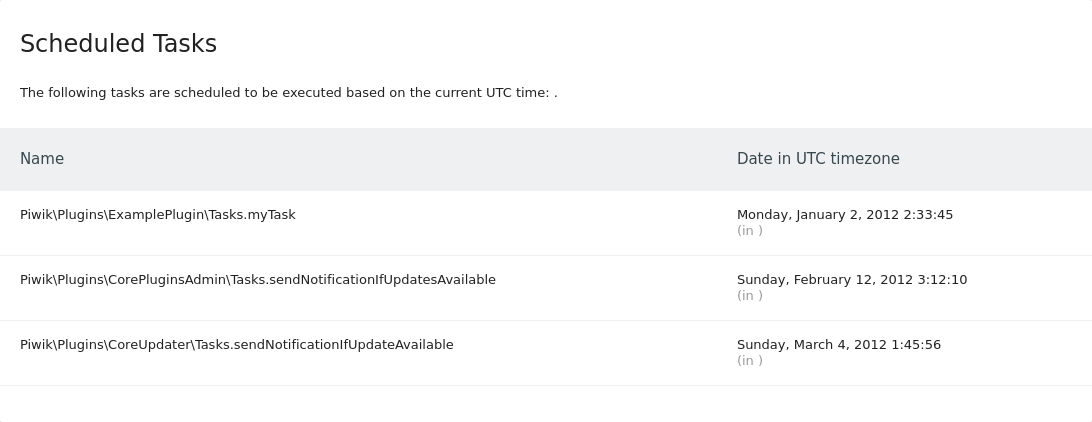 Scheduled Tasks
The following tasks are scheduled to be executed based on the current UTC time: .
Name Date in UTC timezone
Piwik\Plugins\ExamplePlugin\Tasks.myTask Monday, January 2, 2012 2:33:45
(in )
Piwik\Plugins\CorePluginsAdmin\Tasks.sendNotificationIfUpdatesAvailable Sunday, February 12, 2012 3:12:10
(in )
Piwik\Plugins\CoreUpdater\Tasks.sendNotificationIfUpdateAvailable Sunday, March 4, 2012 1:45:56
(in )